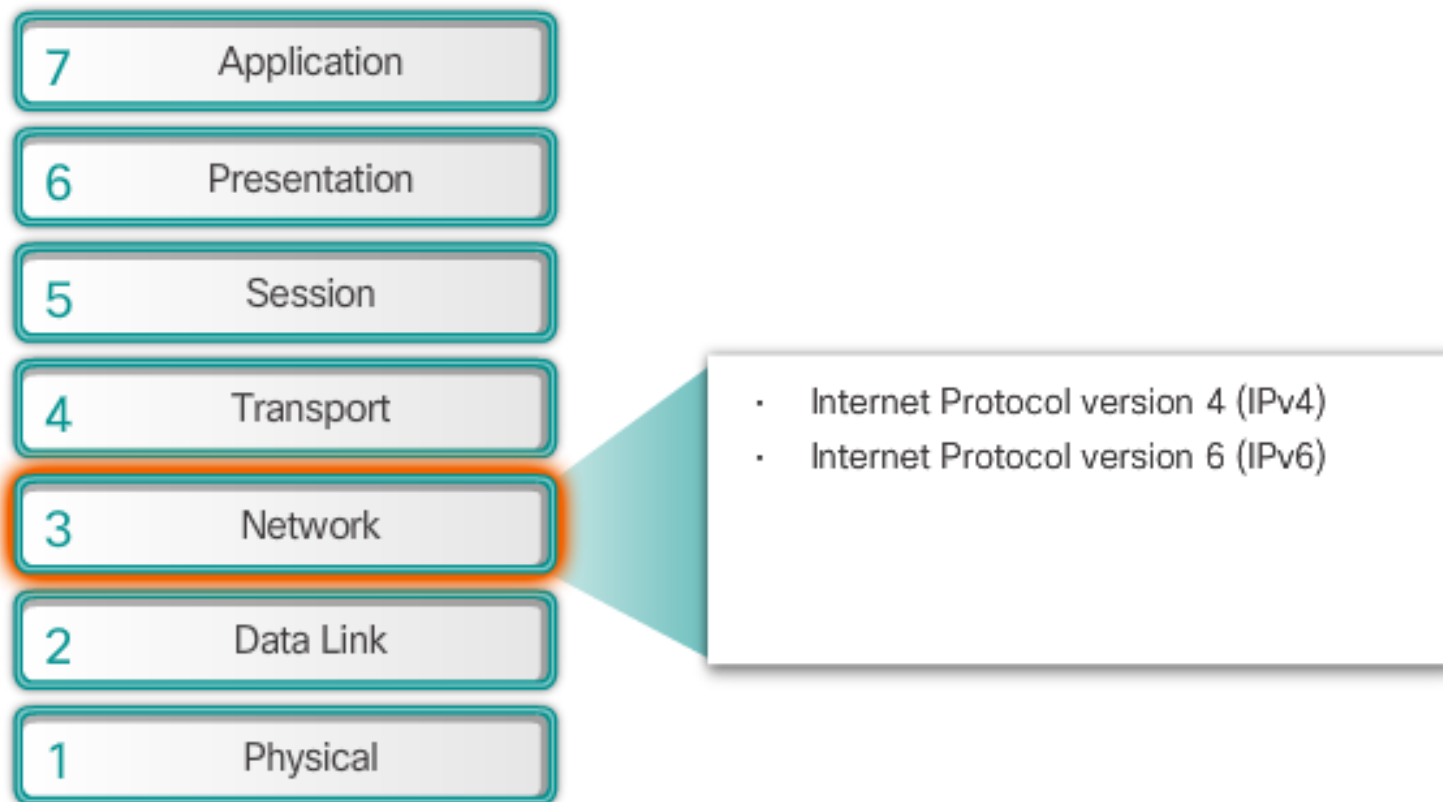 7 Application
6 Presentation
5 Session
4 Transport
· Internet Protocol version 4 (IPv4)
· Internet Protocol version 6 (IPv6)
3 Network
2 Data Link
1 Physical